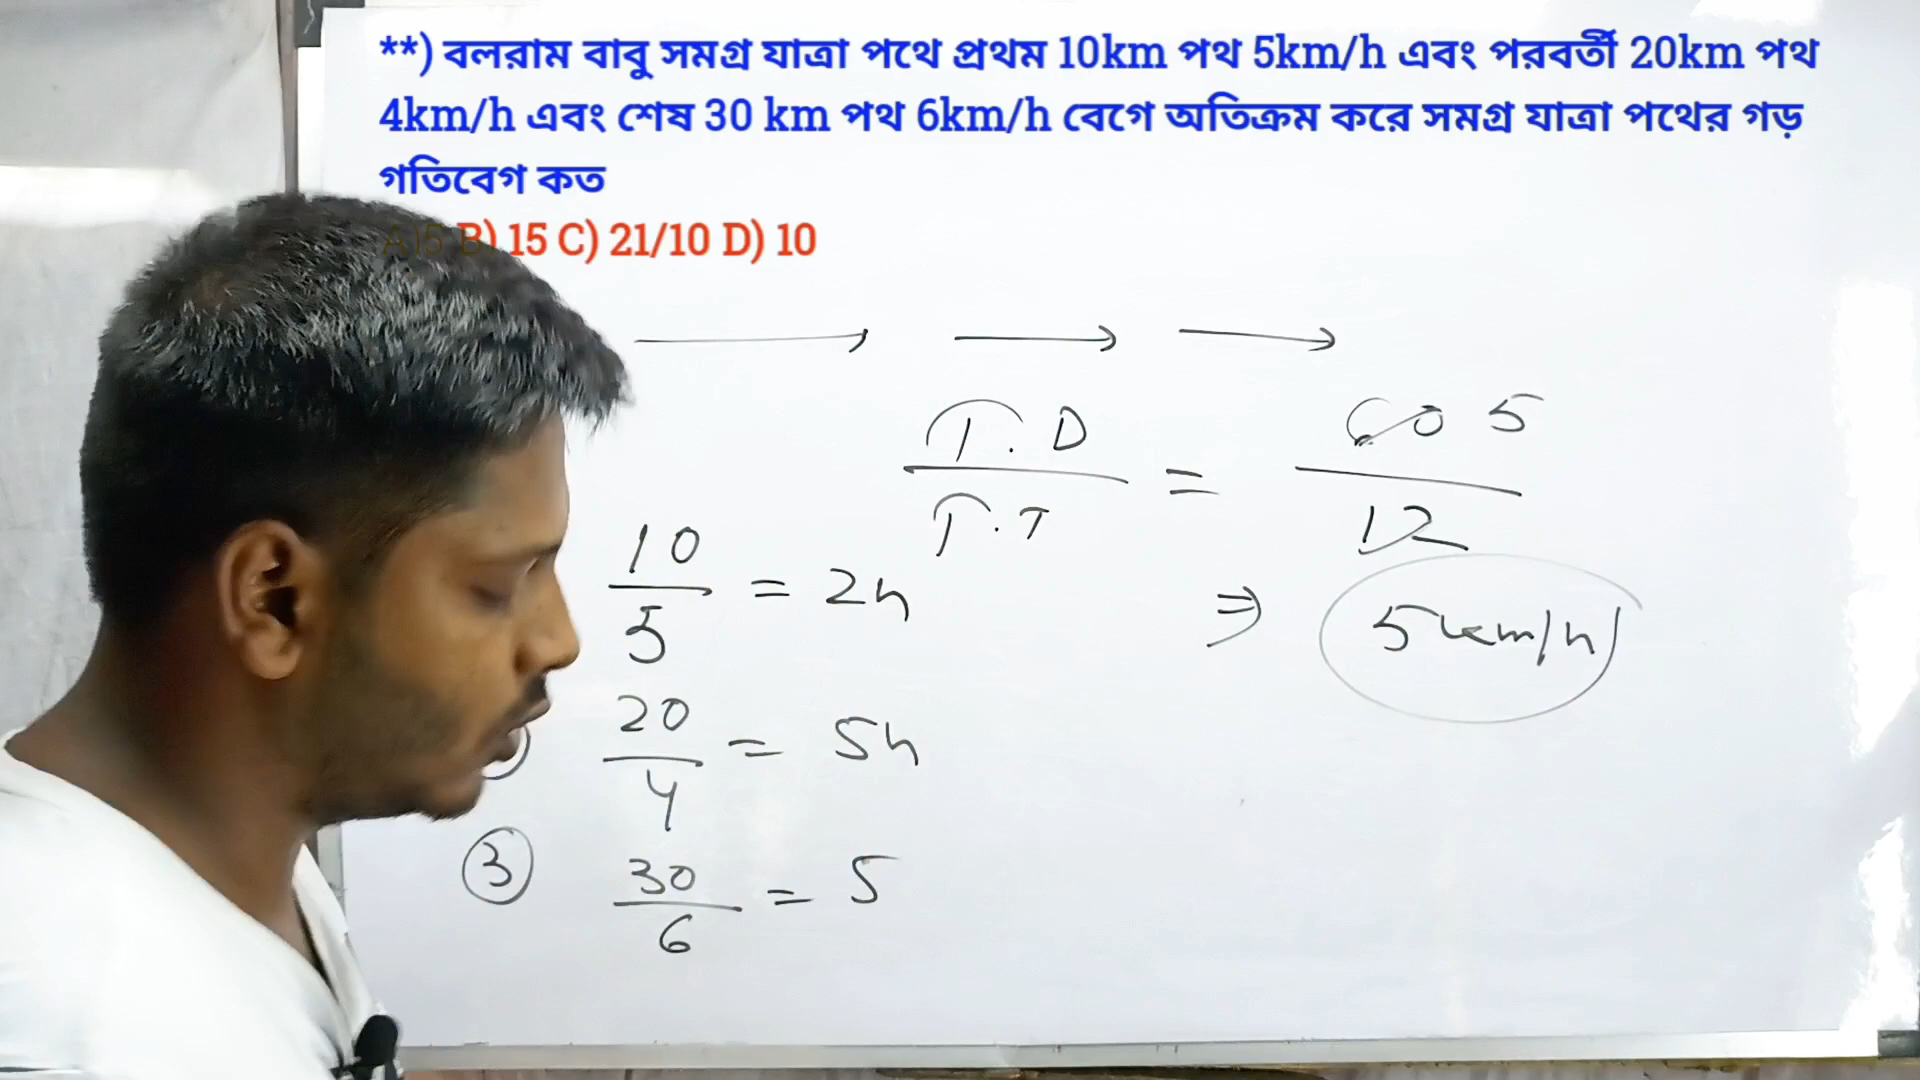 **) বলরাম বাবু সমগ্র যাত্রা পথে প্রথম 10km পথ 5km/h এবং পরবর্তী 20km পথ
4km/h এবং শেষ 30 km পথ 6km/h বেগে অতিক্রম করে সমগ্র যাত্রা পথের গড়
গতিবেগ কত
A)5 B) 15 C) 21/10 D) 10
T.D / T.T = 60 5 / 12
10 / 5 = 2h
⇒ 5km/h
20 / 4 = 5h
③ 30 / 6 = 5